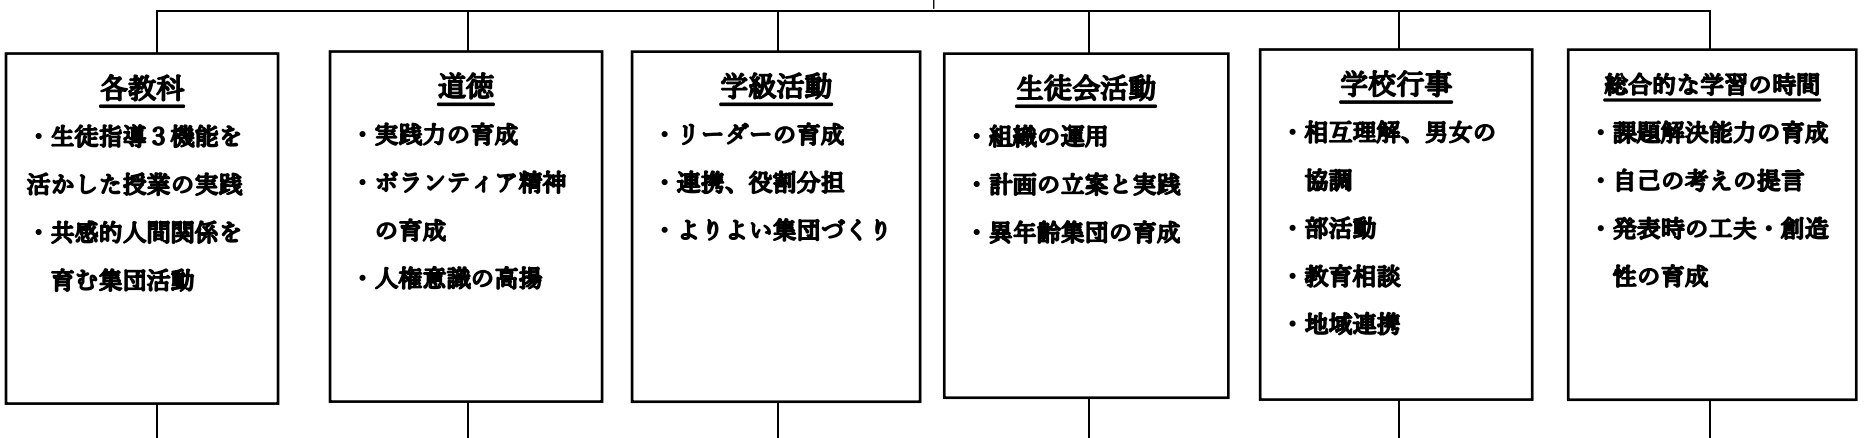 各教科
・生徒指導３機能を
活かした授業の実践
・共感的人間関係を
育む集団活動
道徳
・実践力の育成
・ボランティア精神
の育成
・人権意識の高揚
学級活動
・リーダーの育成
・連携、役割分担
・よりよい集団づくり
生徒会活動
・組織の運用
・計画の立案と実践
・異年齢集団の育成
学校行事
・相互理解、男女の
協調
・部活動
・教育相談
・地域連携
総合的な学習の時間
・課題解決能力の育成
・自己の考えの提言
・発表時の工夫・創造
性の育成